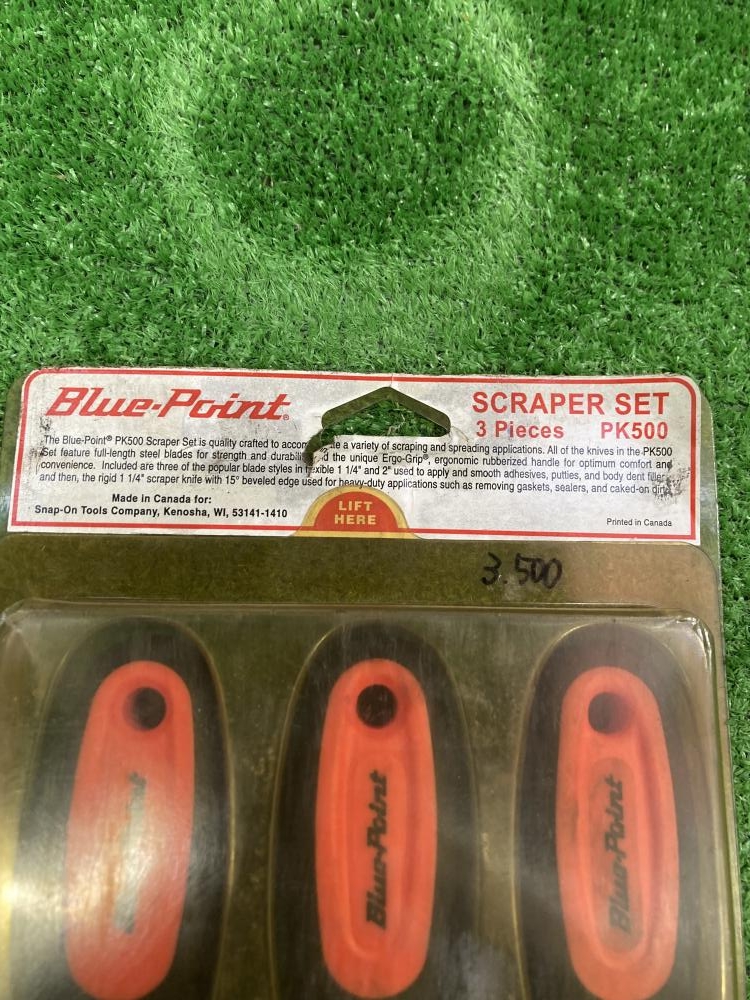 Blue-Point®
SCRAPER SET
3 Pieces PK500
The Blue-Point® PK500 Scraper Set is quality crafted to a variety of scraping and spreading applications. All of the knives in the PK500
Set feature full-length steel blades for strength and the unique Ergo-Grip®, ergonomic rubberized handle for optimum comfort and
convenience. Included are three of the popular blade styles in flexible 1 1/4" and 2" used to apply and smooth adhesives, putties, and body dent filler,
and then, the rigid 1 1/4" scraper knife with 15° beveled edge used for heavy-duty applications such as removing gaskets, sealers, and caked-on
Made in Canada for:
Snap-On Tools Company, Kenosha, WI, 53141-1410
LIFT
HERE
Printed in Canada
3.500
Blue-Point
Blue-Point
Blue-Point